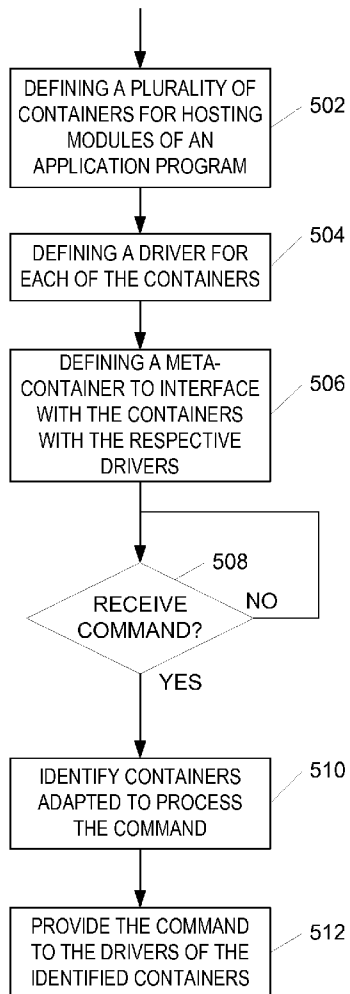 DEFINING A PLURALITY OF
CONTAINERS FOR HOSTING
MODULES OF AN
APPLICATION PROGRAM
502
DEFINING A DRIVER FOR
EACH OF THE CONTAINERS
504
DEFINING A META-
CONTAINER TO INTERFACE
WITH THE CONTAINERS
WITH THE RESPECTIVE
DRIVERS
506
508
RECEIVE
COMMAND?
NO
YES
IDENTIFY CONTAINERS
ADAPTED TO PROCESS
THE COMMAND
510
PROVIDE THE COMMAND
TO THE DRIVERS OF THE
IDENTIFIED CONTAINERS
512